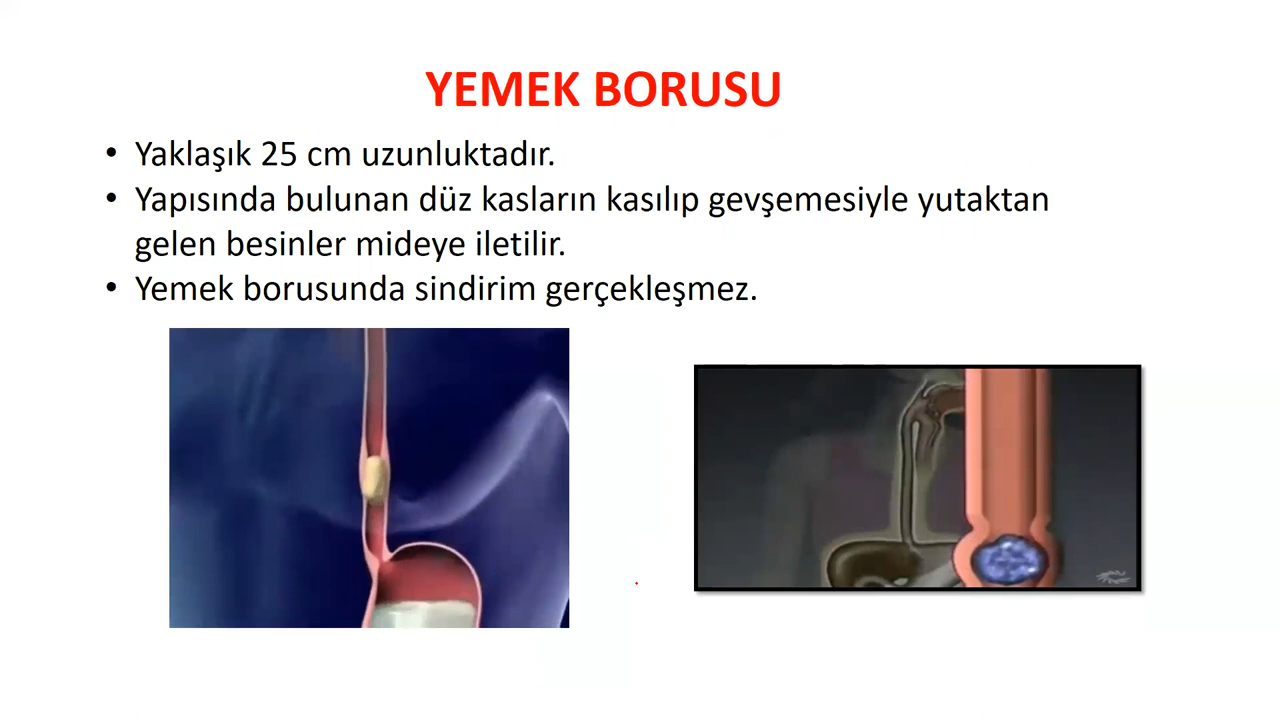 YEMEK BORUSU
• Yaklaşık 25 cm uzunluktadır.
• Yapısında bulunan düz kasların kasılıp gevşemesiyle yutaktan
gelen besinler mideye iletilir.
• Yemek borusunda sindirim gerçekleşmez.